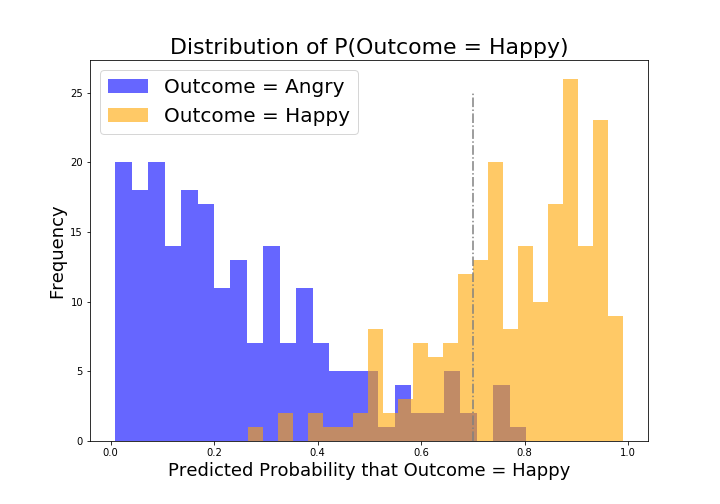 Distribution of P(Outcome = Happy)
Outcome = Angry
Outcome = Happy
Frequency
25
20
15
10
5
0
0.0 0.2 0.4 0.6 0.8 1.0
Predicted Probability that Outcome = Happy